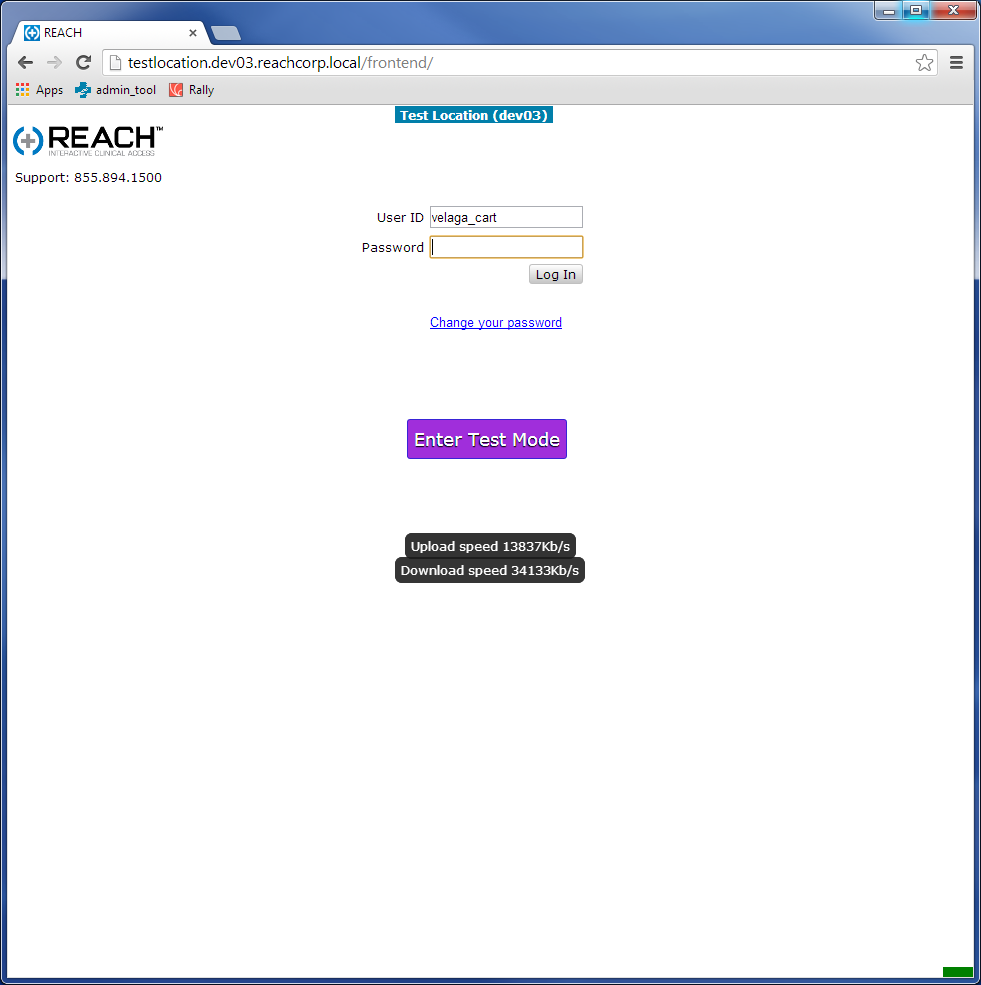 REACH
testlocation.dev03.reachcorp.local/frontend/
Apps admin_tool Rally
Test Location (dev03)
REACH™
INTERACTIVE CLINICAL ACCESS
Support: 855.894.1500
User ID velaga_cart
Password
Log In
Change your password
Enter Test Mode
Upload speed 13837Kb/s
Download speed 34133Kb/s